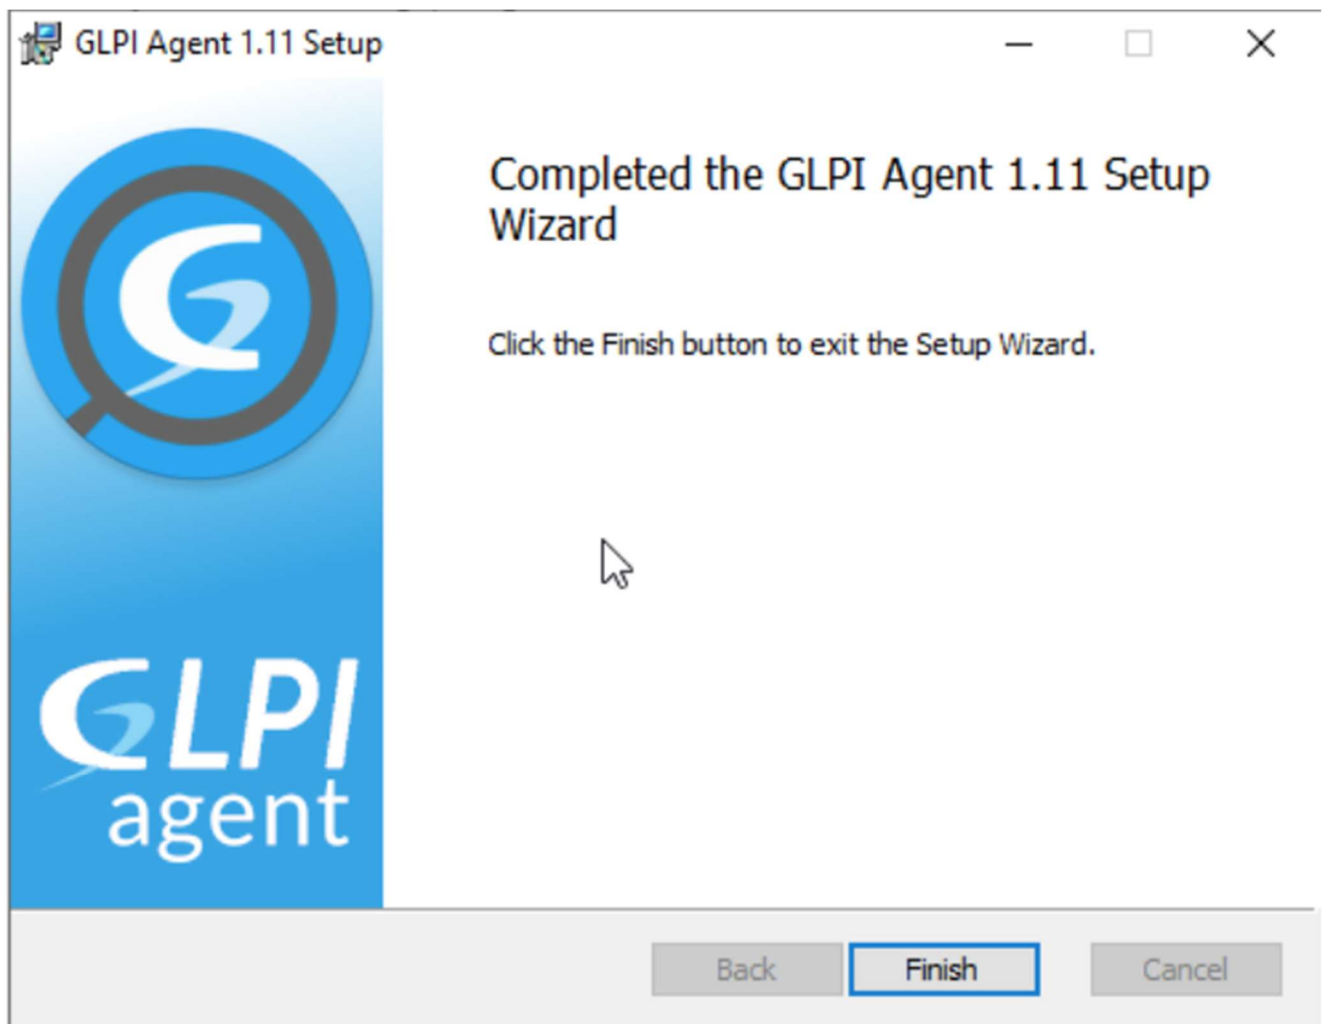 GLPI Agent 1.11 Setup
Completed the GLPI Agent 1.11 Setup
Wizard
Click the Finish button to exit the Setup Wizard.
GLPI
agent
Back
Finish
Cancel